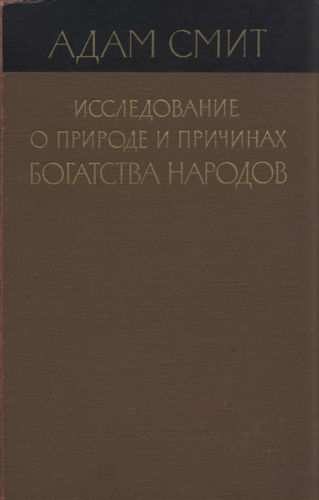 АДАМ СМИТ
ИССЛЕДОВАНИЕ
О ПРИРОДЕ И ПРИЧИНАХ
БОГАТСТВА НАРОДОВ